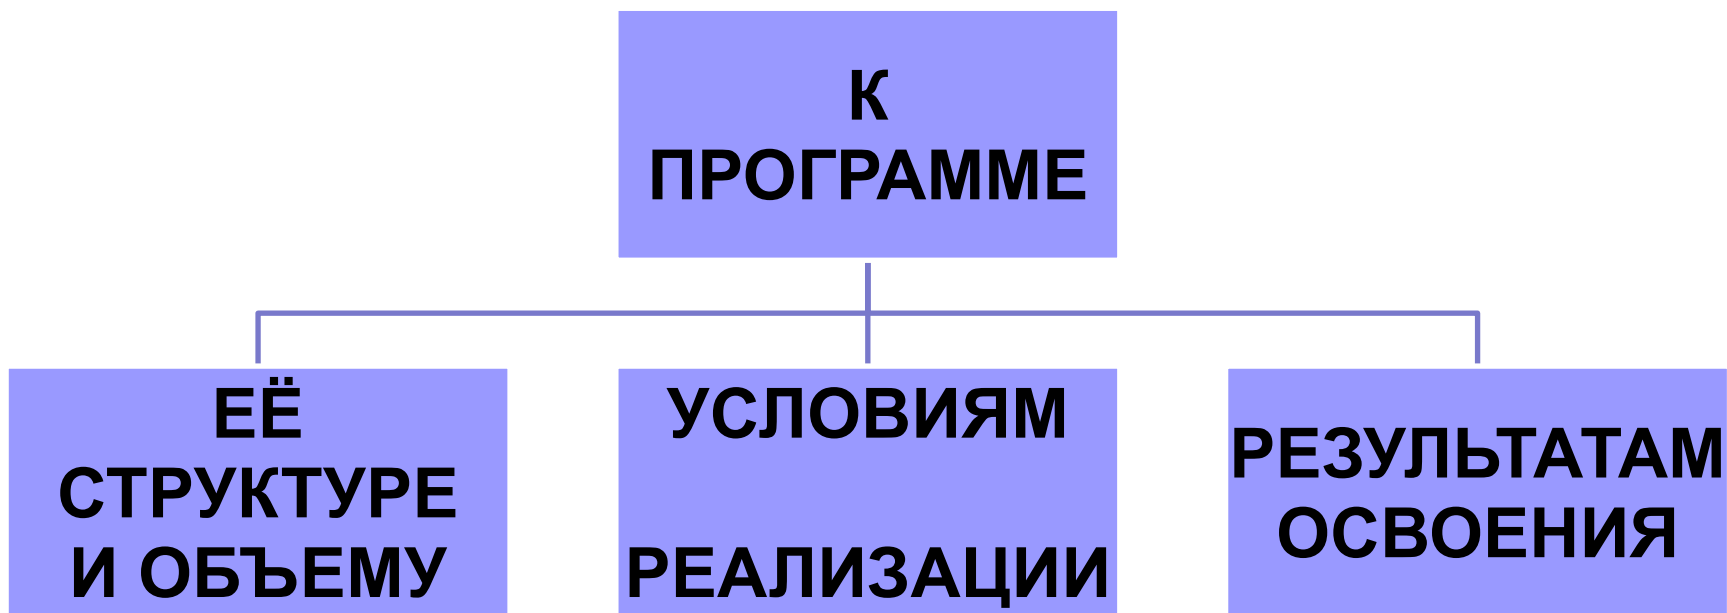 К
ПРОГРАММЕ
ЕЁ
СТРУКТУРЕ
И ОБЪЕМУ
УСЛОВИЯМ
РЕАЛИЗАЦИИ
РЕЗУЛЬТАТАМ
ОСВОЕНИЯ